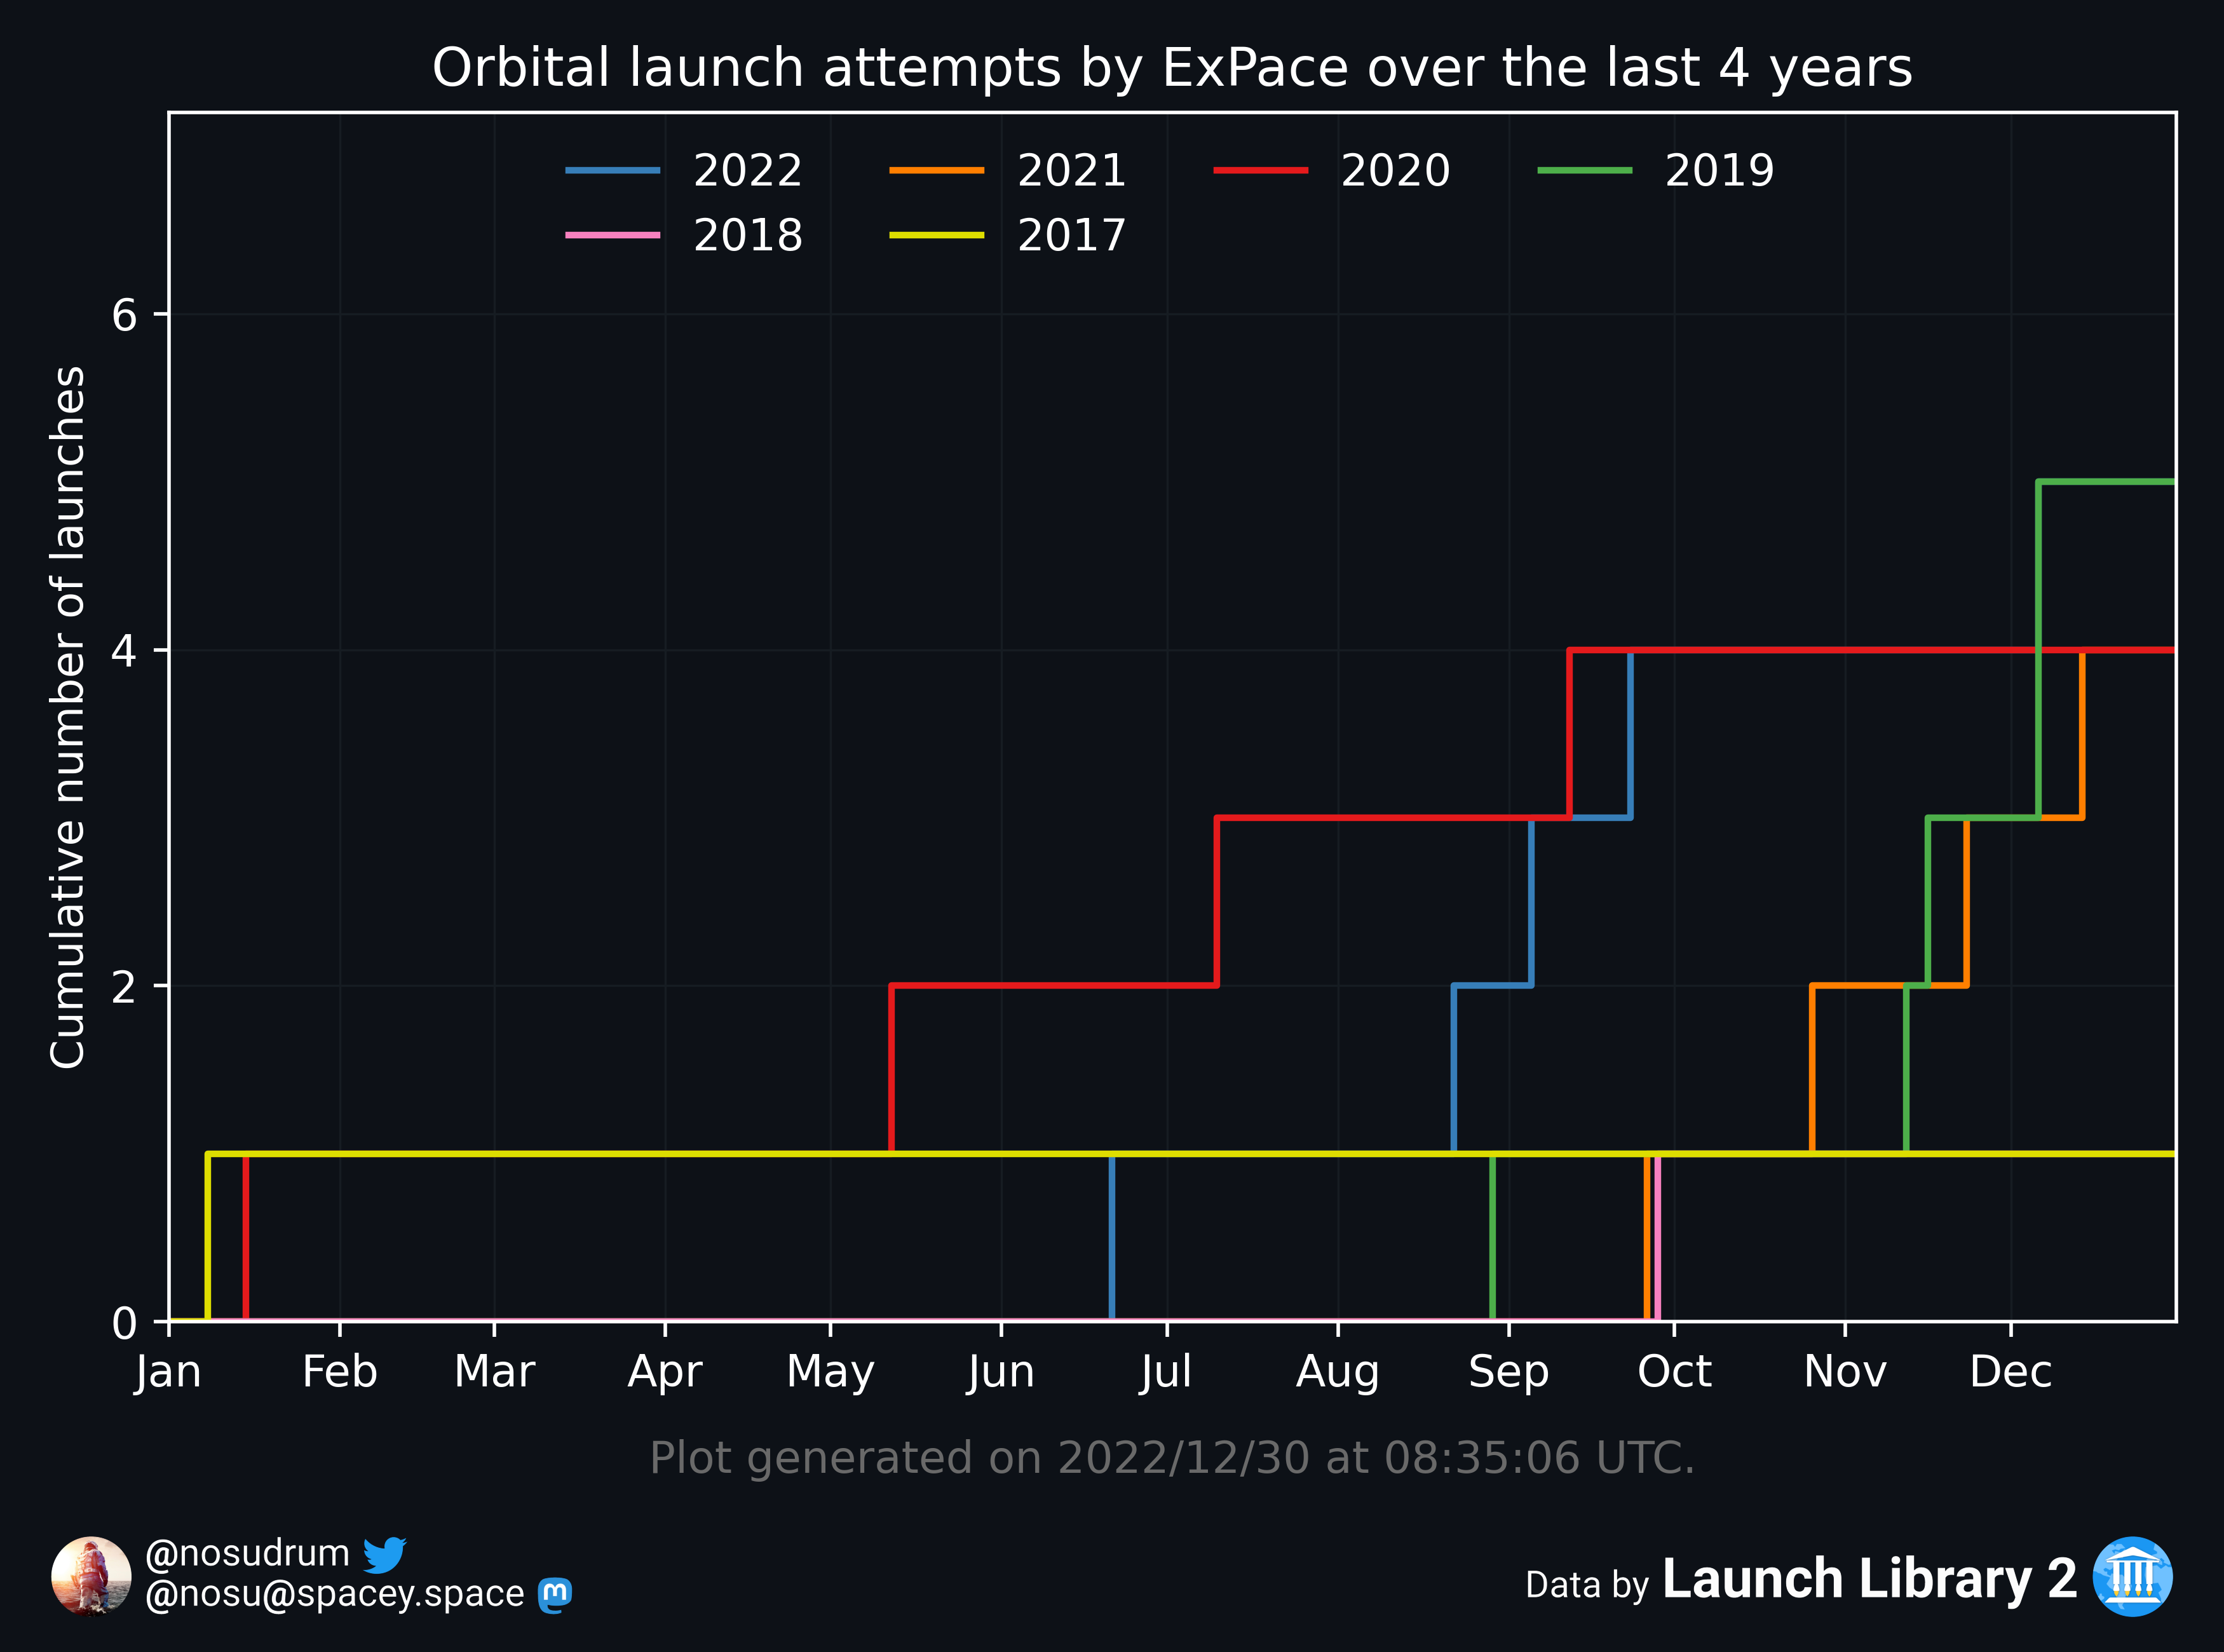 Orbital launch attempts by ExPace over the last 4 years
2022 2021 2020 2019
2018 2017
Cumulative number of launches
6
4
2
0
Jan Feb Mar Apr May Jun Jul Aug Sep Oct Nov Dec
Plot generated on 2022/12/30 at 08:35:06 UTC.
@nosudrum
@nosu@spacey.space
Data by Launch Library 2